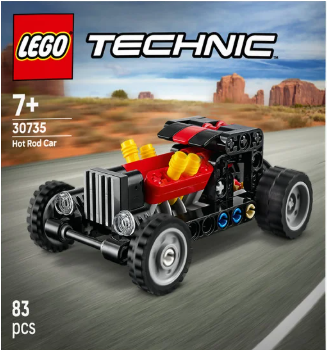 LEGO TECHNIC
7+
30735
Hot Rod Car
83
pcs